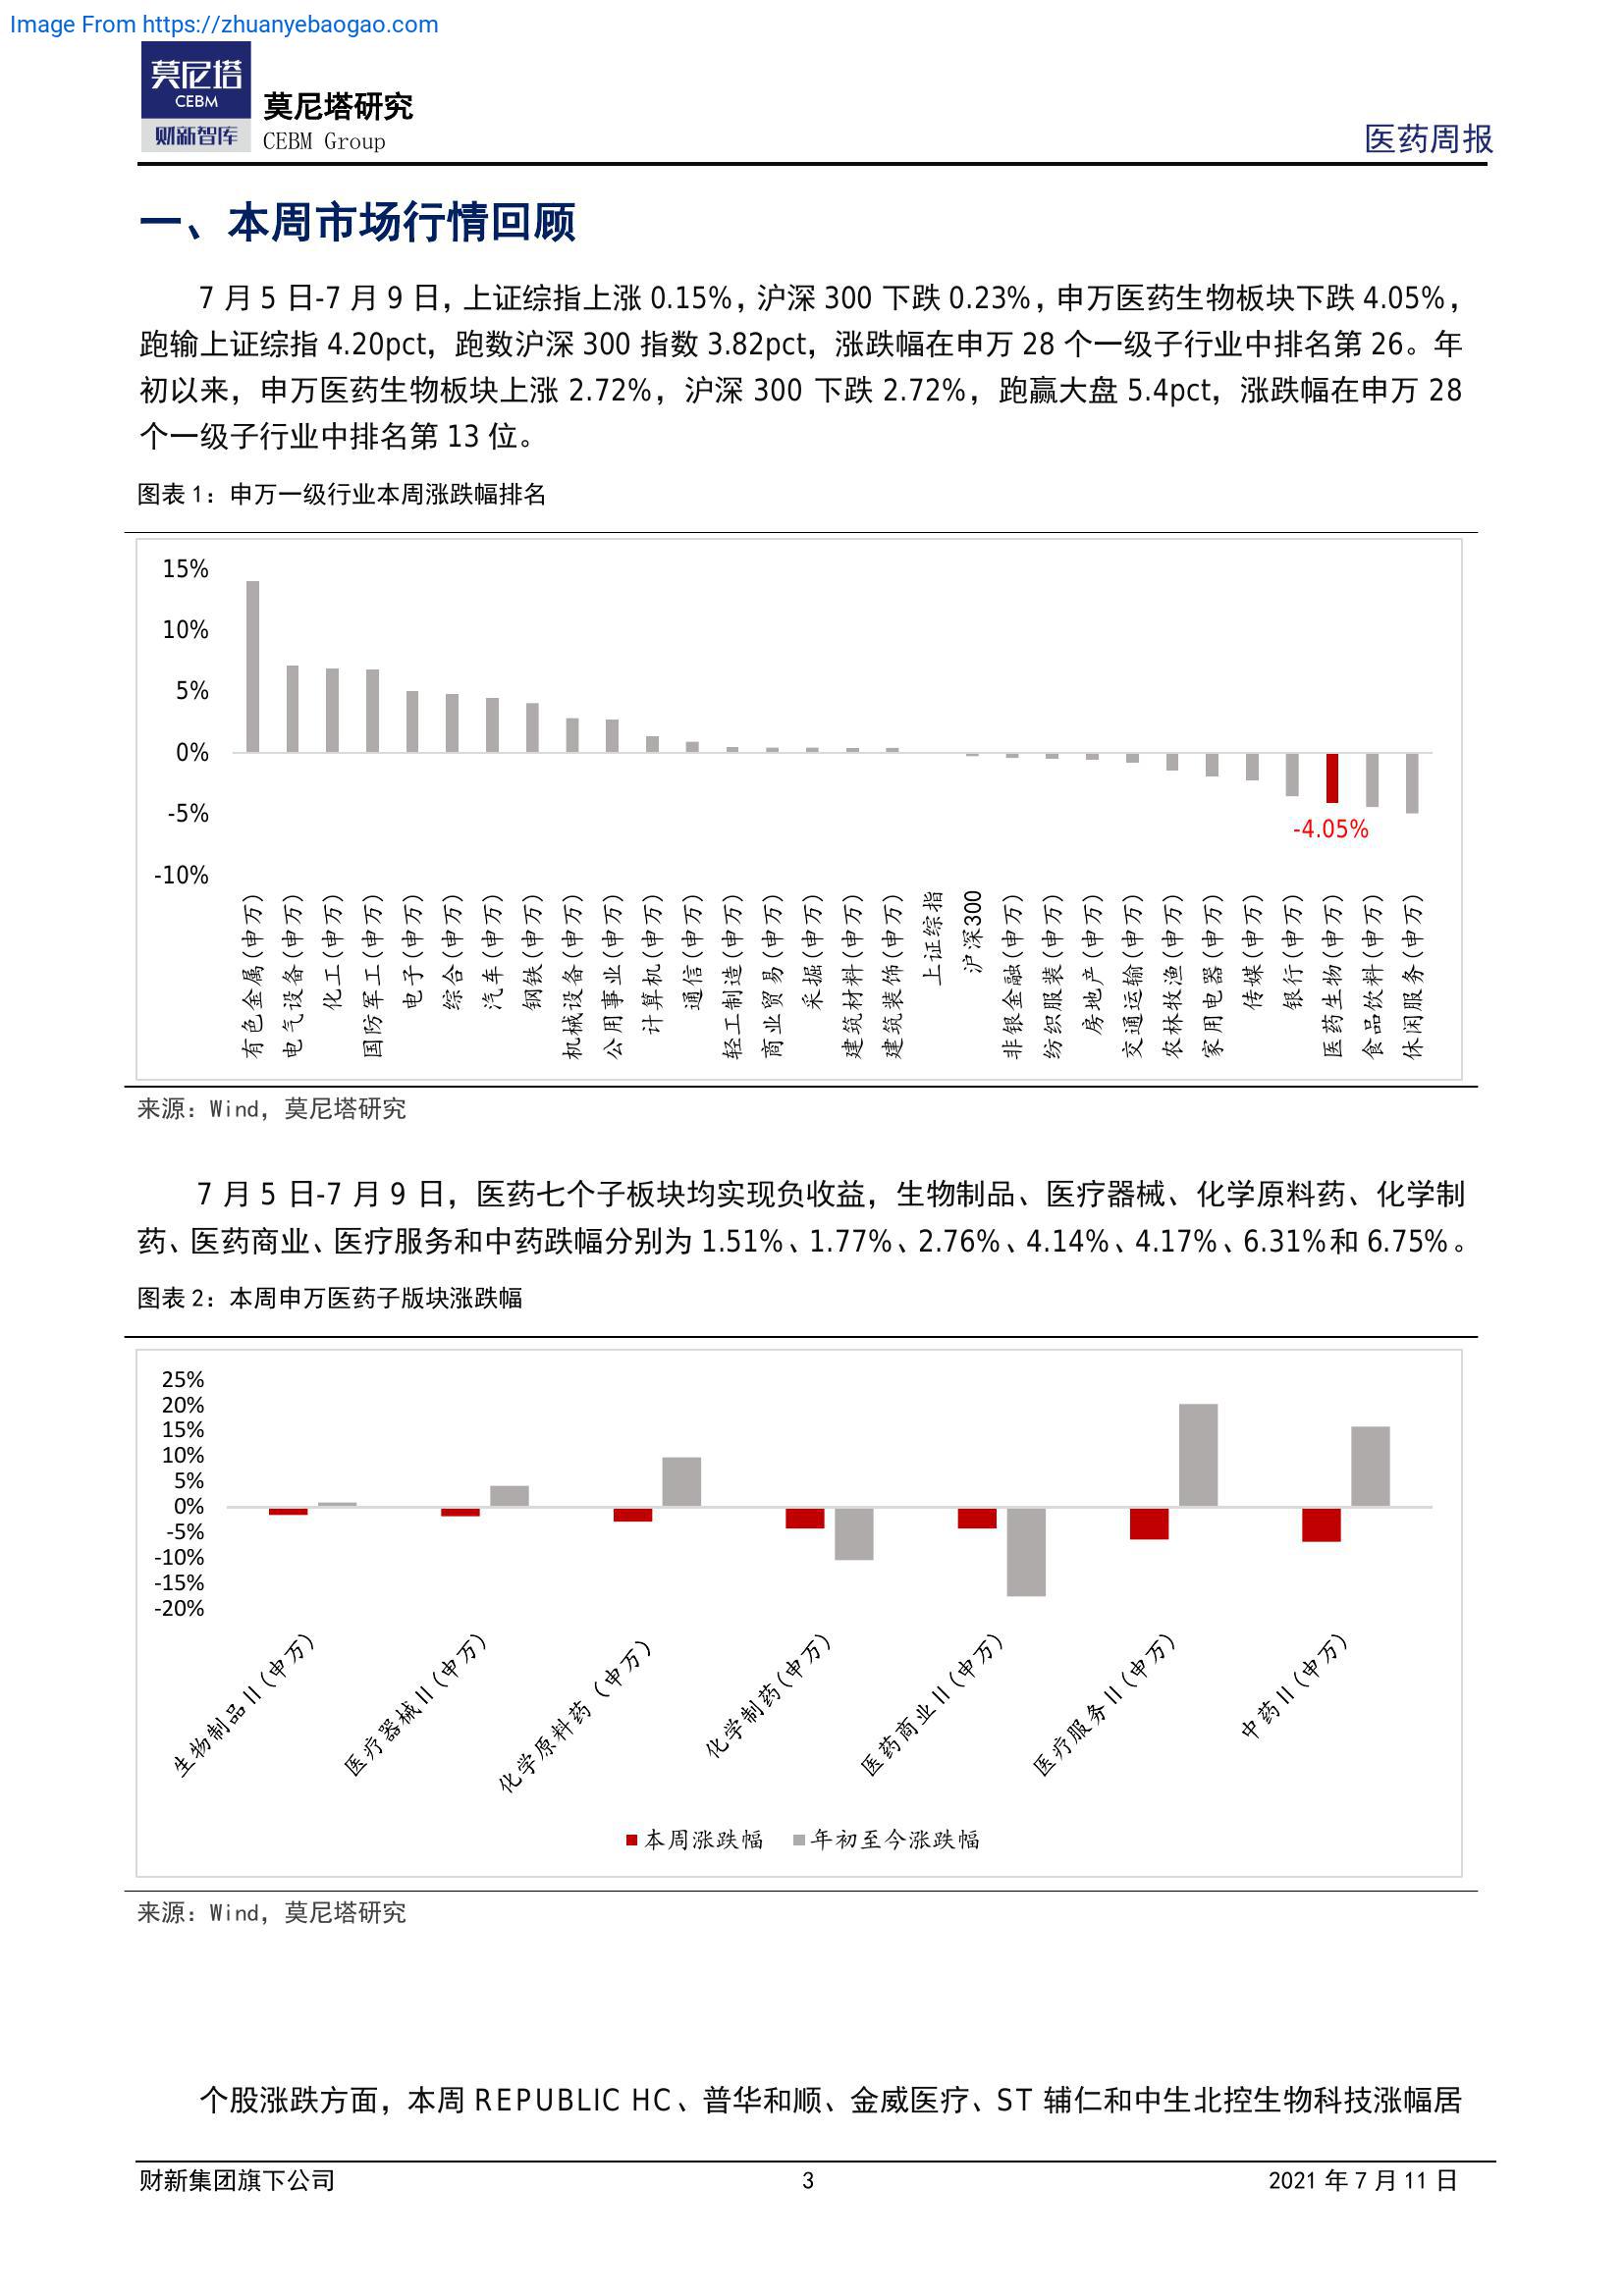 Image From https://zhuanyebaogao.com
莫尼塔
CEBM
财新智库
莫尼塔研究
CEBM Group
医药周报
一、本周市场行情回顾
7 月 5 日-7 月 9 日，上证综指上涨 0.15%，沪深 300 下跌 0.23%，申万医药生物板块下跌 4.05%，
跑输上证综指 4.20pct，跑数沪深 300 指数 3.82pct，涨跌幅在申万 28 个一级子行业中排名第 26。年
初以来，申万医药生物板块上涨 2.72%，沪深 300 下跌 2.72%，跑赢大盘 5.4pct，涨跌幅在申万 28
个一级子行业中排名第 13 位。
图表 1：申万一级行业本周涨跌幅排名
15%
10%
5%
0%
-5%
-10%
-4.05%
有色金属(申万)
电气设备(申万)
化工(申万)
国防军工(申万)
电子(申万)
综合(申万)
汽车(申万)
钢铁(申万)
机械设备(申万)
公用事业(申万)
计算机(申万)
通信(申万)
轻工制造(申万)
商业贸易(申万)
采掘(申万)
建筑材料(申万)
建筑装饰(申万)
上证综指
沪深300
非银金融(申万)
纺织服装(申万)
房地产(申万)
交通运输(申万)
农林牧渔(申万)
家用电器(申万)
传媒(申万)
银行(申万)
医药生物(申万)
食品饮料(申万)
休闲服务(申万)
来源：Wind，莫尼塔研究
7 月 5 日-7 月 9 日，医药七个子板块均实现负收益，生物制品、医疗器械、化学原料药、化学制
药、医药商业、医疗服务和中药跌幅分别为 1.51%、1.77%、2.76%、4.14%、4.17%、6.31%和 6.75%。
图表 2：本周申万医药子版块涨跌幅
25%
20%
15%
10%
5%
0%
-5%
-10%
-15%
-20%
生物制品II(申万)
医疗器械II(申万)
化学原料药（申万）
化学制药(申万)
医药商业II(申万)
医疗服务II(申万)
中药II(申万)
本周涨跌幅
年初至今涨跌幅
来源：Wind，莫尼塔研究
个股涨跌方面，本周 REPUBLIC HC、普华和顺、金威医疗、ST 辅仁和中生北控生物科技涨幅居
财新集团旗下公司
3
2021 年 7 月 11 日